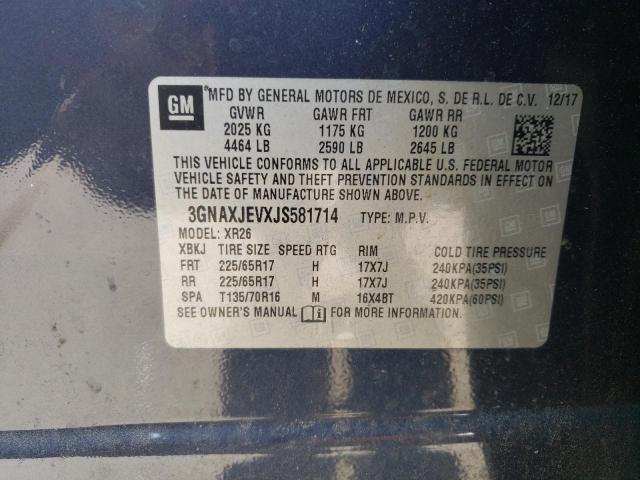 GM
MFD BY GENERAL MOTORS DE MEXICO, S. DE R.L. DE C.V. 12/17
GVWR GAWR FRT GAWR RR
2025 KG 1175 KG 1200 KG
4464 LB 2590 LB 2645 LB
THIS VEHICLE CONFORMS TO ALL APPLICABLE U.S. FEDERAL MOTOR
VEHICLE SAFETY AND THEFT PREVENTION STANDARDS IN EFFECT ON
THE DATE OF MANUFACTURE SHOWN ABOVE.
3GNAXJEVXJS581714 TYPE: M.P.V.
MODEL: XR26
XBKJ TIRE SIZE SPEED RTG RIM COLD TIRE PRESSURE
FRT 225/65R17 H 17X7J 240KPA(35PSI)
RR 225/65R17 H 17X7J 240KPA(35PSI)
SPA T135/70R16 M 16X4BT 420KPA(60PSI)
SEE OWNER'S MANUAL FOR ADDITIONAL INFORMATION.